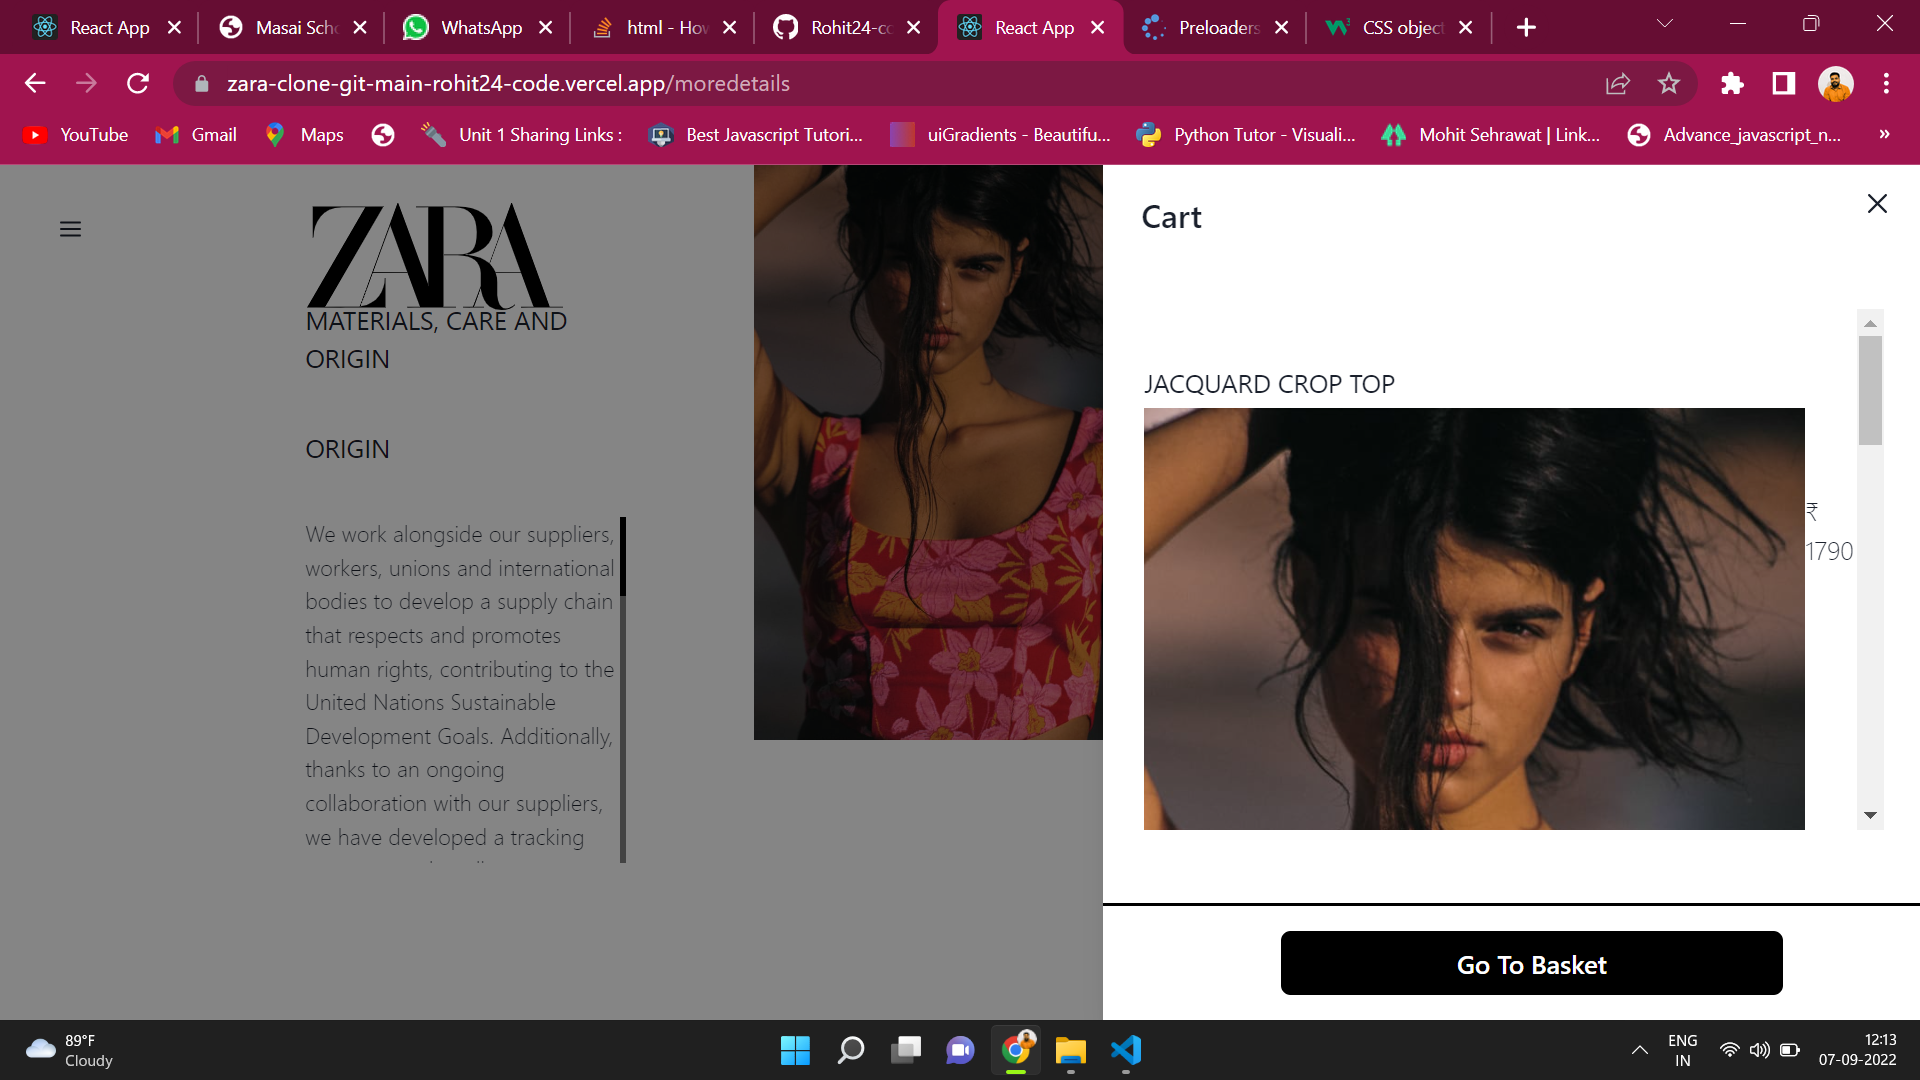 React App
Masai Sch
WhatsApp
html - Hov
Rohit24-co
React App
Preloaders
CSS object
zara-clone-git-main-rohit24-code.vercel.app/moredetails
YouTube
Gmail
Maps
Unit 1 Sharing Links :
Best Javascript Tutori...
uiGradients - Beautifu...
Python Tutor - Visuali...
Mohit Sehrawat | Link...
Advance_javascript_n...
»
ZARA
MATERIALS, CARE AND
ORIGIN
ORIGIN
We work alongside our suppliers,
workers, unions and international
bodies to develop a supply chain
that respects and promotes
human rights, contributing to the
United Nations Sustainable
Development Goals. Additionally,
thanks to an ongoing
collaboration with our suppliers,
we have developed a tracking
Cart
JACQUARD CROP TOP
₹
1790
Go To Basket
89°F
Cloudy
ENG
IN
12:13
07-09-2022